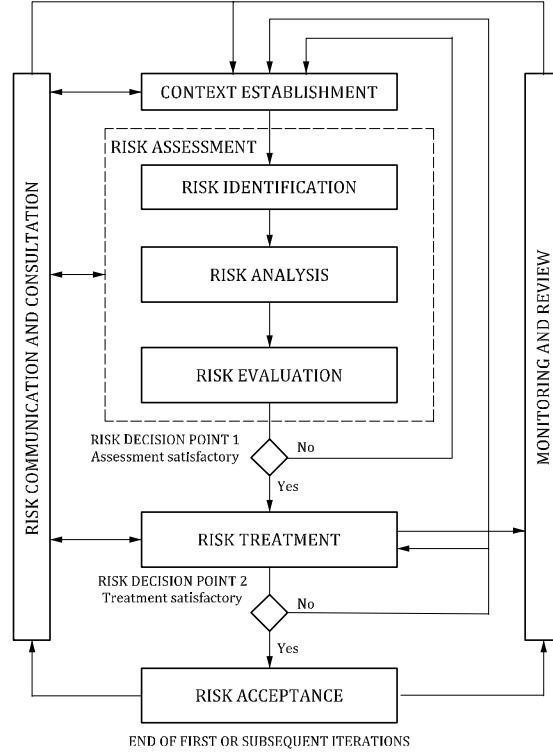 CONTEXT ESTABLISHMENT
RISK ASSESSMENT
RISK IDENTIFICATION
RISK ANALYSIS
RISK EVALUATION
RISK DECISION POINT 1
Assessment satisfactory
No
Yes
RISK TREATMENT
RISK DECISION POINT 2
Treatment satisfactory
No
Yes
RISK ACCEPTANCE
END OF FIRST OR SUBSEQUENT ITERATIONS
RISK COMMUNICATION AND CONSULTATION
MONITORING AND REVIEW